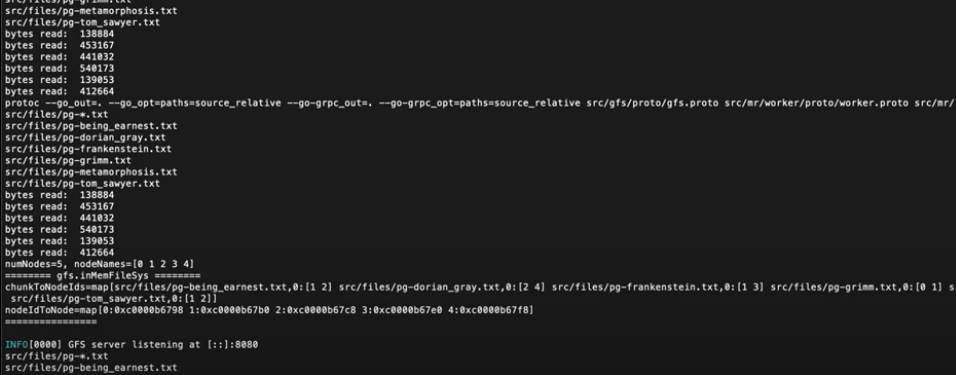 src/files/pg-grimm.txt
src/files/pg-metamorphosis.txt
src/files/pg-tom_sawyer.txt
bytes read:  138884
bytes read:  453167
bytes read:  441032
bytes read:  540173
bytes read:  139053
bytes read:  412664
protoc --go_out=. --go_opt=paths=source_relative --go-grpc_out=. --go-grpc_opt=paths=source_relative src/gfs/proto/gfs.proto src/mr/worker/proto/worker.proto src/mr/
src/files/pg-*.txt
src/files/pg-being_earnest.txt
src/files/pg-dorian_gray.txt
src/files/pg-frankenstein.txt
src/files/pg-grimm.txt
src/files/pg-metamorphosis.txt
src/files/pg-tom_sawyer.txt
bytes read:  138884
bytes read:  453167
bytes read:  441032
bytes read:  540173
bytes read:  139053
bytes read:  412664
numNodes=5, nodeNames=[0 1 2 3 4]
======== gfs.inMemFileSys ========
chunkToNodeIds=map[src/files/pg-being_earnest.txt,0:[1 2] src/files/pg-dorian_gray.txt,0:[2 4] src/files/pg-frankenstein.txt,0:[1 3] src/files/pg-grimm.txt,0:[0 1] s
 src/files/pg-tom_sawyer.txt,0:[1 2]]
nodeIdToNode=map[0:0xc0000b6798 1:0xc0000b67b0 2:0xc0000b67c8 3:0xc0000b67e0 4:0xc0000b67f8]
================
INFO[0000] GFS server listening at [::]:8080
src/files/pg-*.txt
src/files/pg-being_earnest.txt